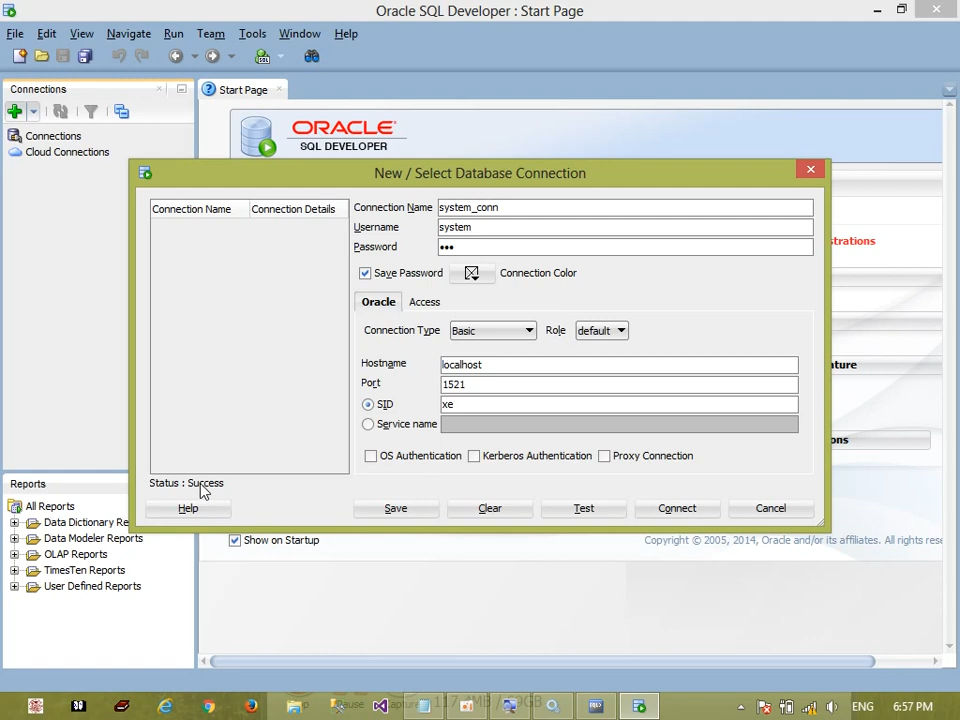 Oracle SQL Developer : Start Page
File Edit View Navigate Run Team Tools Window Help
SQL
Connections
Start Page
Connections
Cloud Connections
ORACLE
SQL DEVELOPER
New / Select Database Connection
Connection Name Connection Details
Connection Name system_conn
Username system
Password •••
Save Password Connection Color
Oracle Access
Connection Type Basic Role default
Hostname localhost
Port 1521
SID xe
Service name
OS Authentication Kerberos Authentication Proxy Connection
Status : Success
Help Save Clear Test Connect Cancel
strations
ature
ons
Reports
All Reports
Data Dictionary Re
Data Modeler Reports
OLAP Reports
TimesTen Reports
User Defined Reports
Show on Startup
Copyright © 2005, 2014, Oracle and/or its affiliates. All rights rese
ENG 6:57 PM